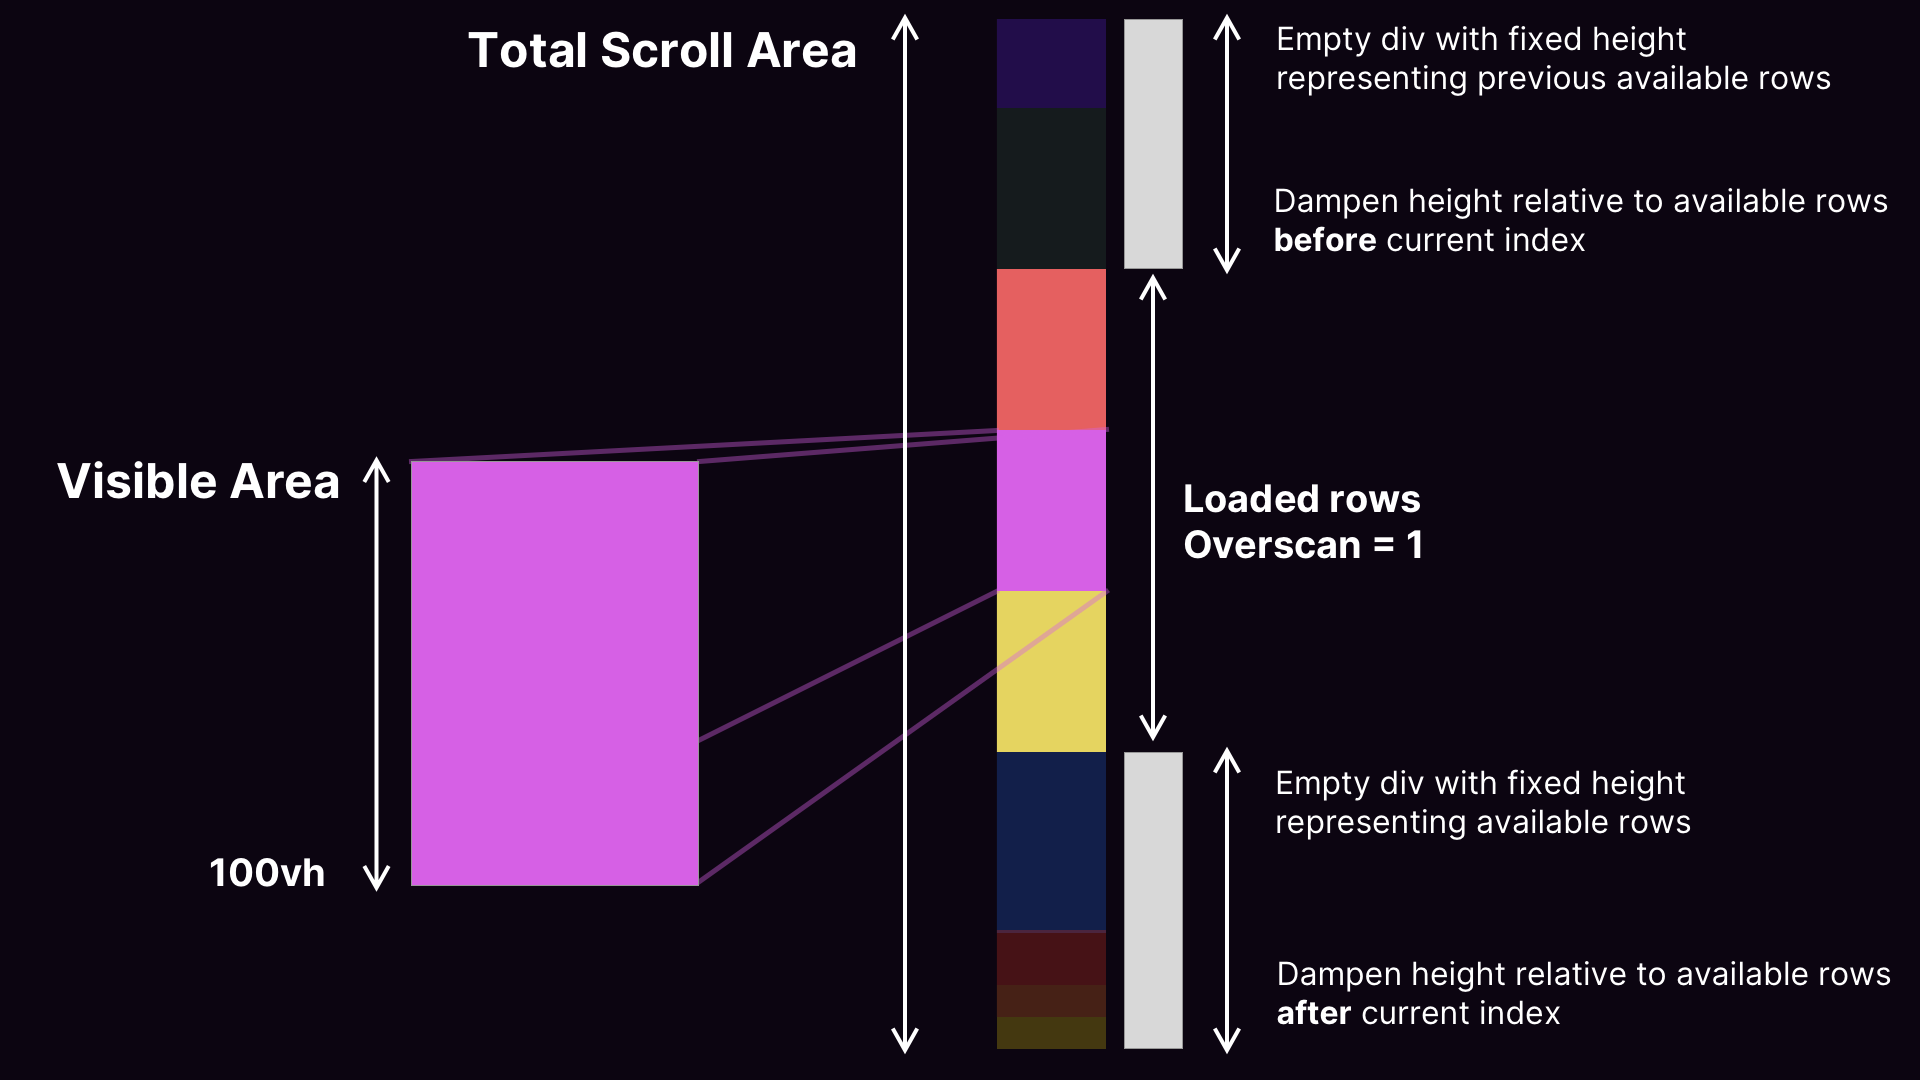 Total Scroll Area
Empty div with fixed height
representing previous available rows
Dampen height relative to available rows
before current index
Visible Area
Loaded rows
Overscan = 1
Empty div with fixed height
representing available rows
100vh
Dampen height relative to available rows
after current index